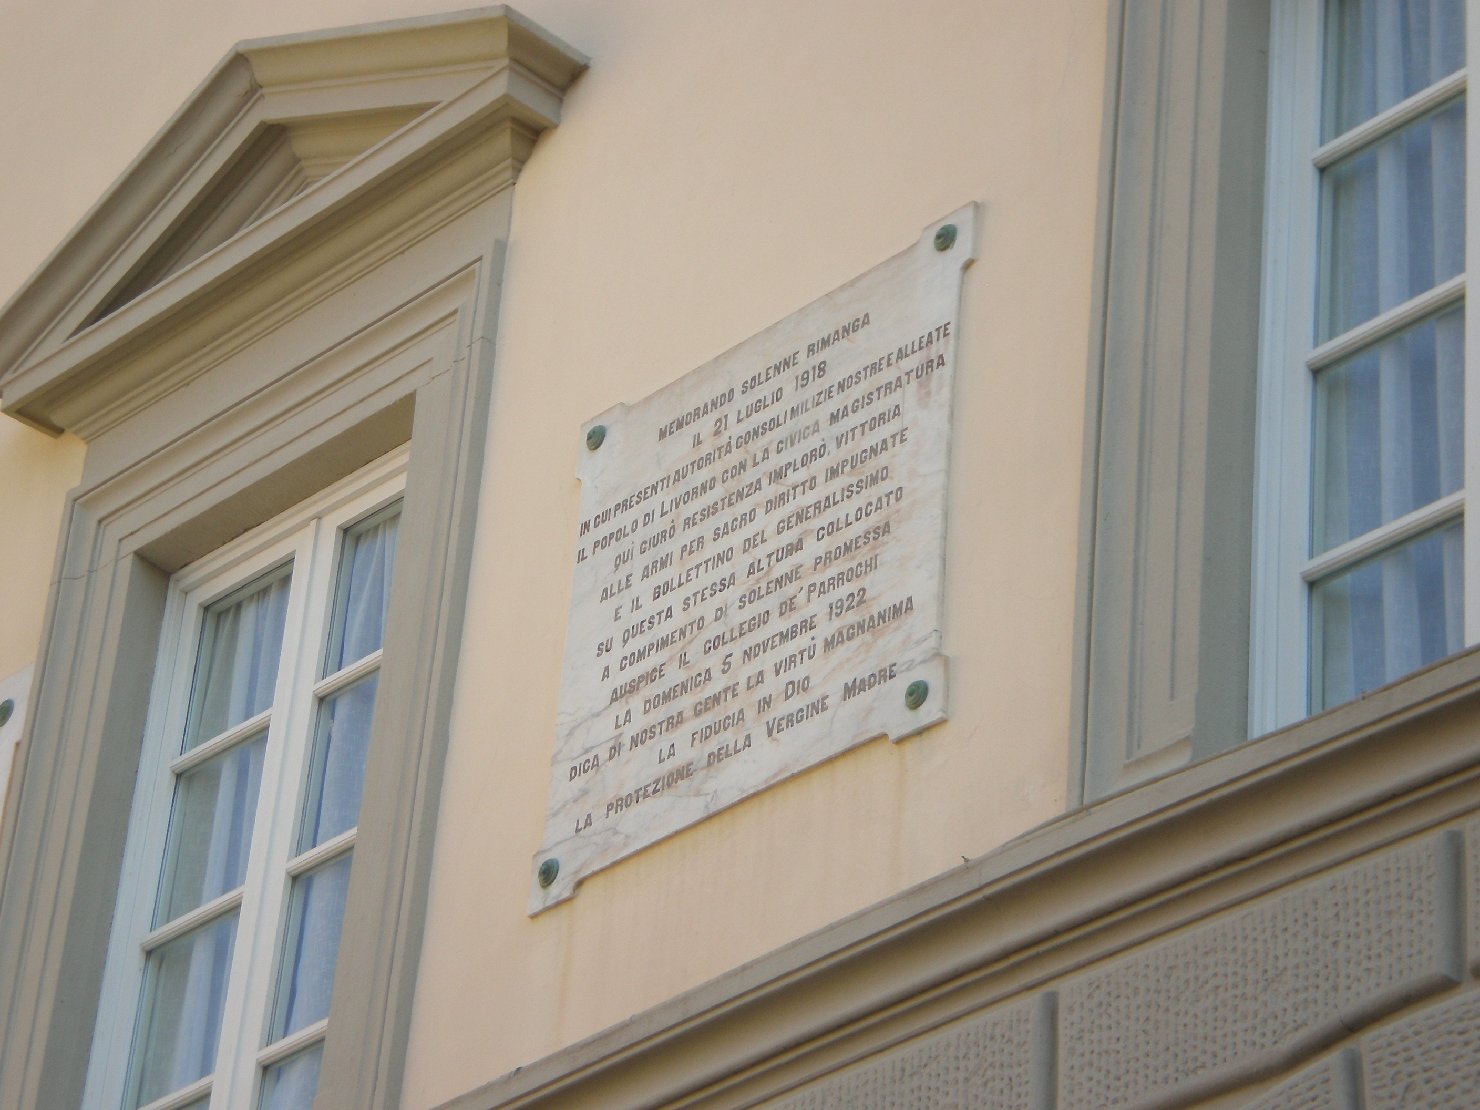 MEMORANDO SOLENNE RIMANGA
IL 21 LUGLIO 1918
IN CUI PRESENTI AUTORITÀ CONSOLI MILIZIE NOSTRE E ALLEATE
IL POPOLO DI LIVORNO CON LA CIVICA MAGISTRATURA
QUÌ GIURÒ RESISTENZA IMPLORÒ VITTORIA
ALLE ARMI PER SACRO DIRITTO IMPUGNATE
E IL BOLLETTINO DEL GENERALISSIMO
SU QUESTA STESSA ALTURA COLLOCATO
A COMPIMENTO DI SOLENNE PROMESSA
AUSPICE IL COLLEGIO DE' PARROCHI
LA DOMENICA 5 NOVEMBRE 1922
DICA DI NOSTRA GENTE LA VIRTÙ MAGNANIMA
LA FIDUCIA IN DIO
LA PROTEZIONE DELLA VERGINE MADRE